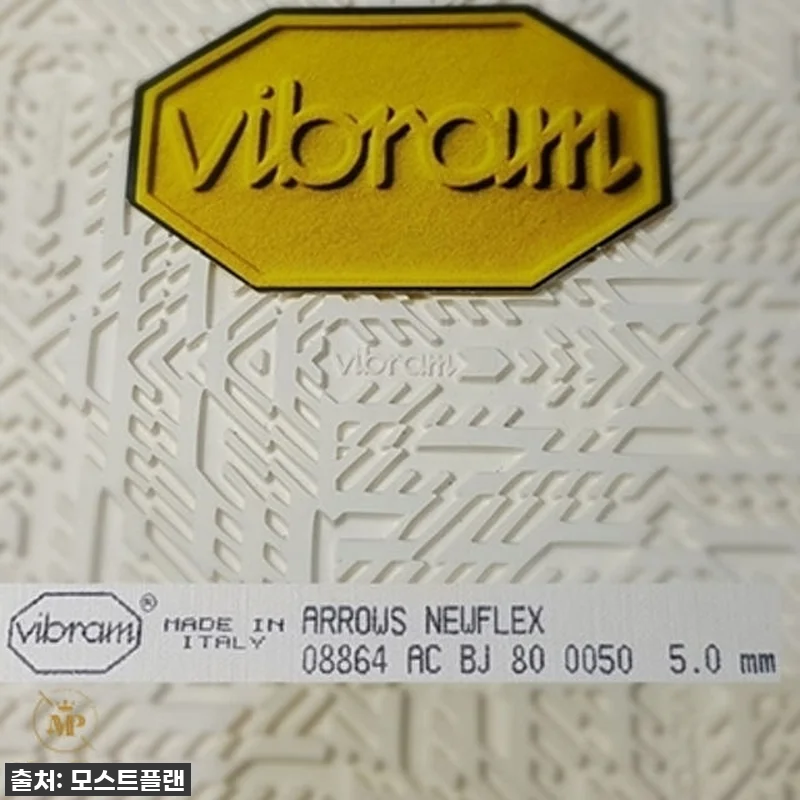 vibram
vibram
vibram® MADE IN ITALY ARROWS NEWFLEX
08864 AC BJ 80 0050 5.0 mm
MP
출처: 모스트플랜